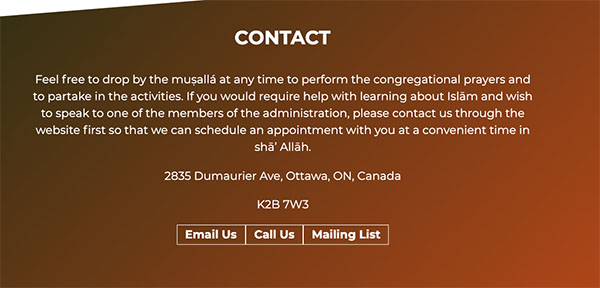 CONTACT
Feel free to drop by the muṣallá at any time to perform the congregational prayers and
to partake in the activities. If you would require help with learning about Islām and wish
to speak to one of the members of the administration, please contact us through the
website first so that we can schedule an appointment with you at a convenient time in
shā’ Allāh.
2835 Dumaurier Ave, Ottawa, ON, Canada
K2B 7W3
Email Us Call Us Mailing List